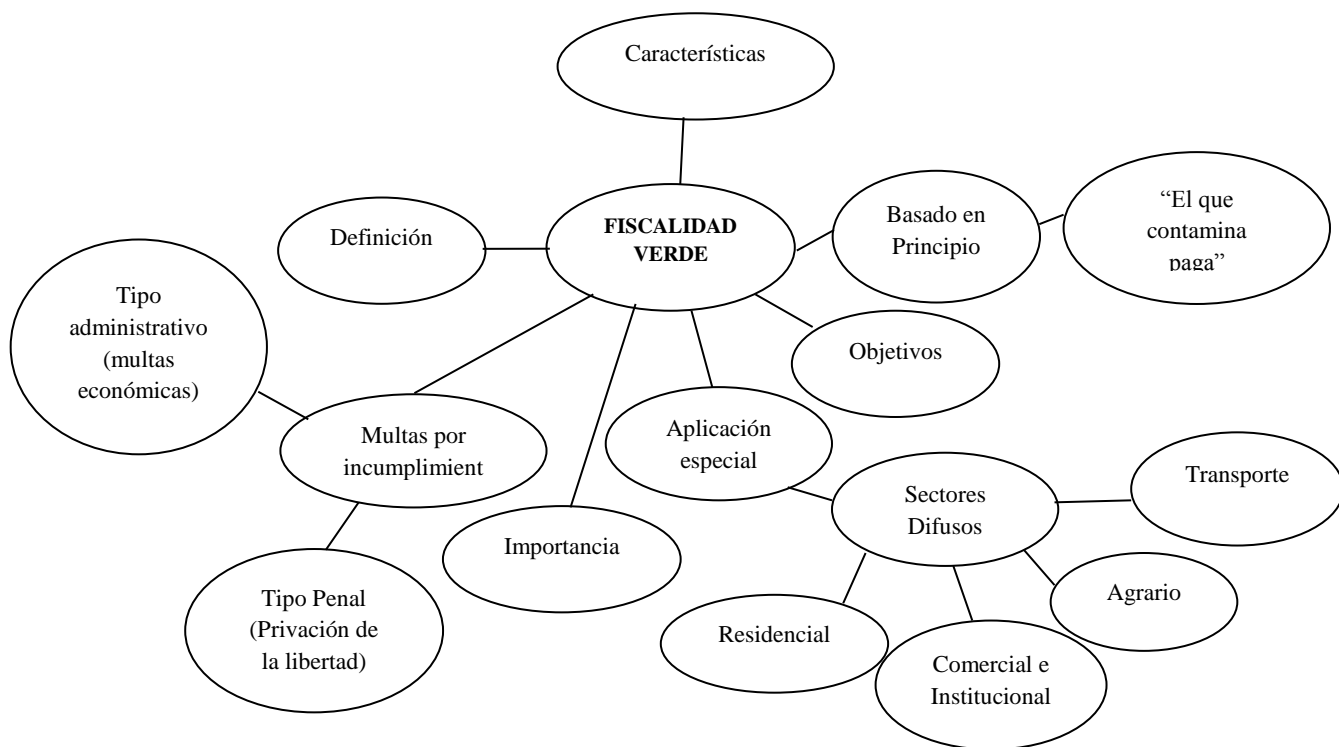 Características
FISCALIDAD
VERDE
Basado en
Principio
“El que
contamina
paga”
Definición
Tipo
administrativo
(multas
económicas)
Objetivos
Multas por
incumplimient
Aplicación
especial
Transporte
Sectores
Difusos
Importancia
Agrario
Tipo Penal
(Privación de
la libertad)
Residencial
Comercial e
Institucional